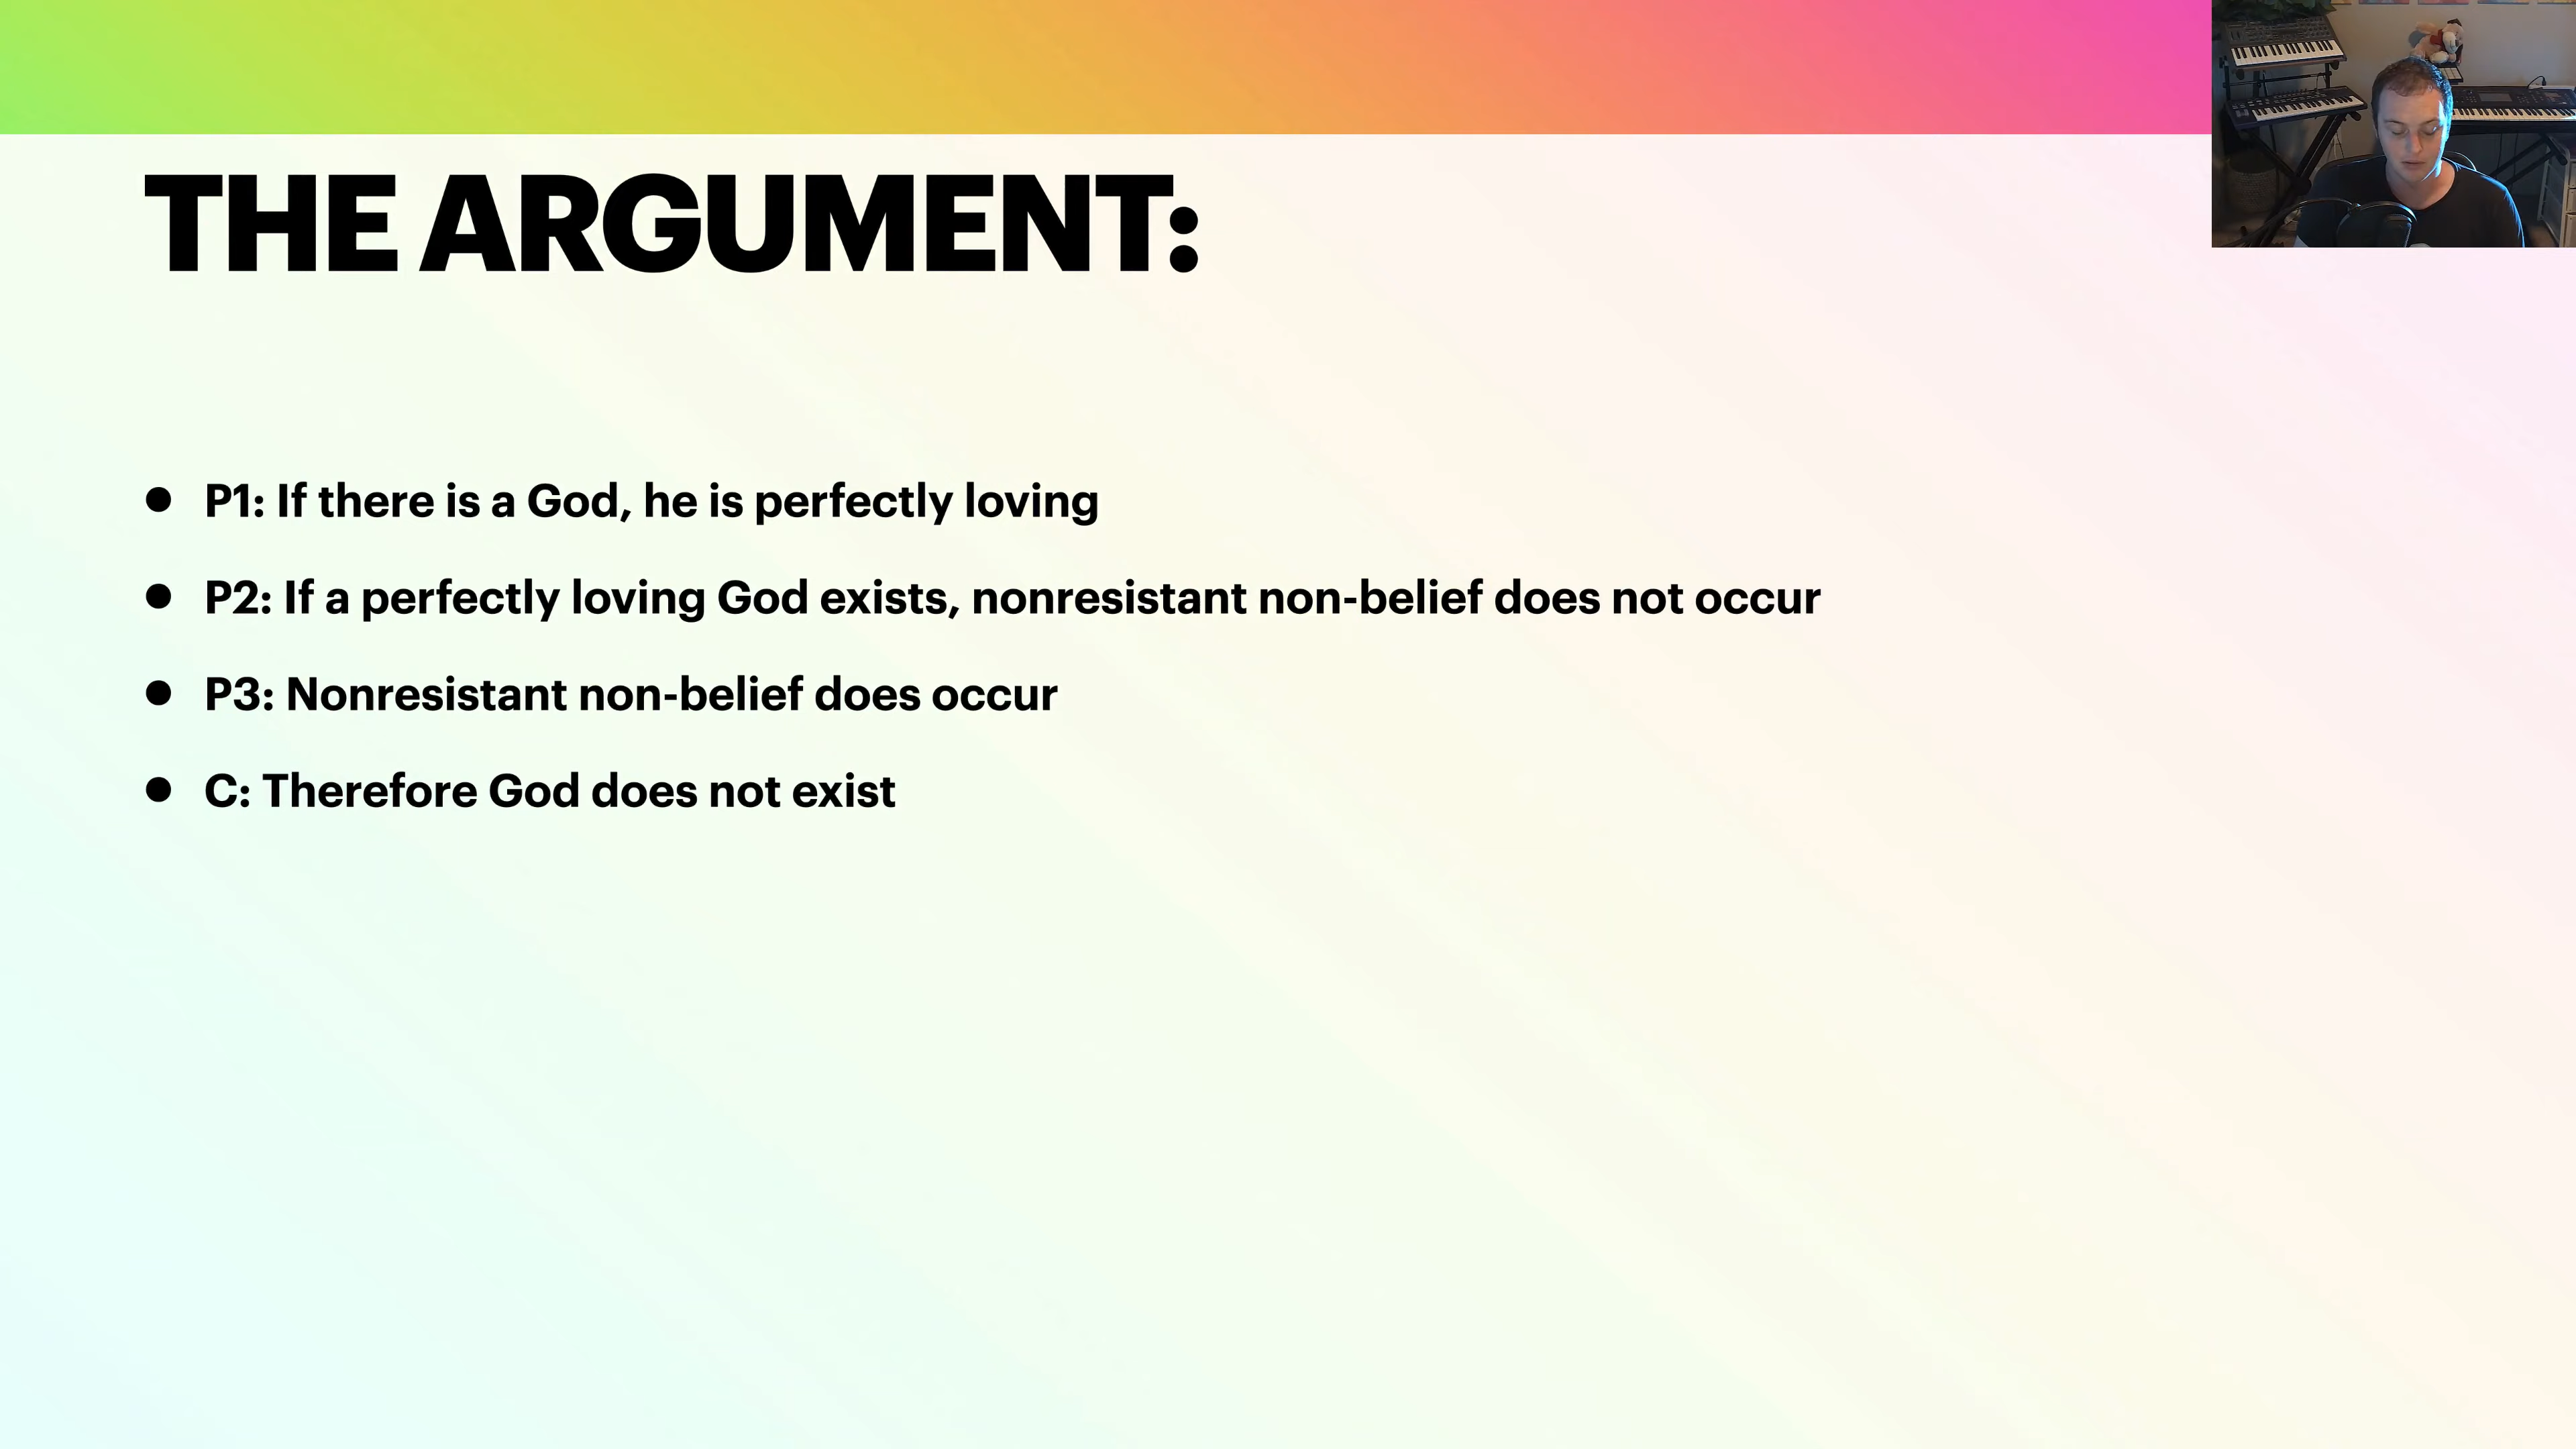 THE ARGUMENT:
• P1: If there is a God, he is perfectly loving
• P2: If a perfectly loving God exists, nonresistant non-belief does not occur
• P3: Nonresistant non-belief does occur
• C: Therefore God does not exist